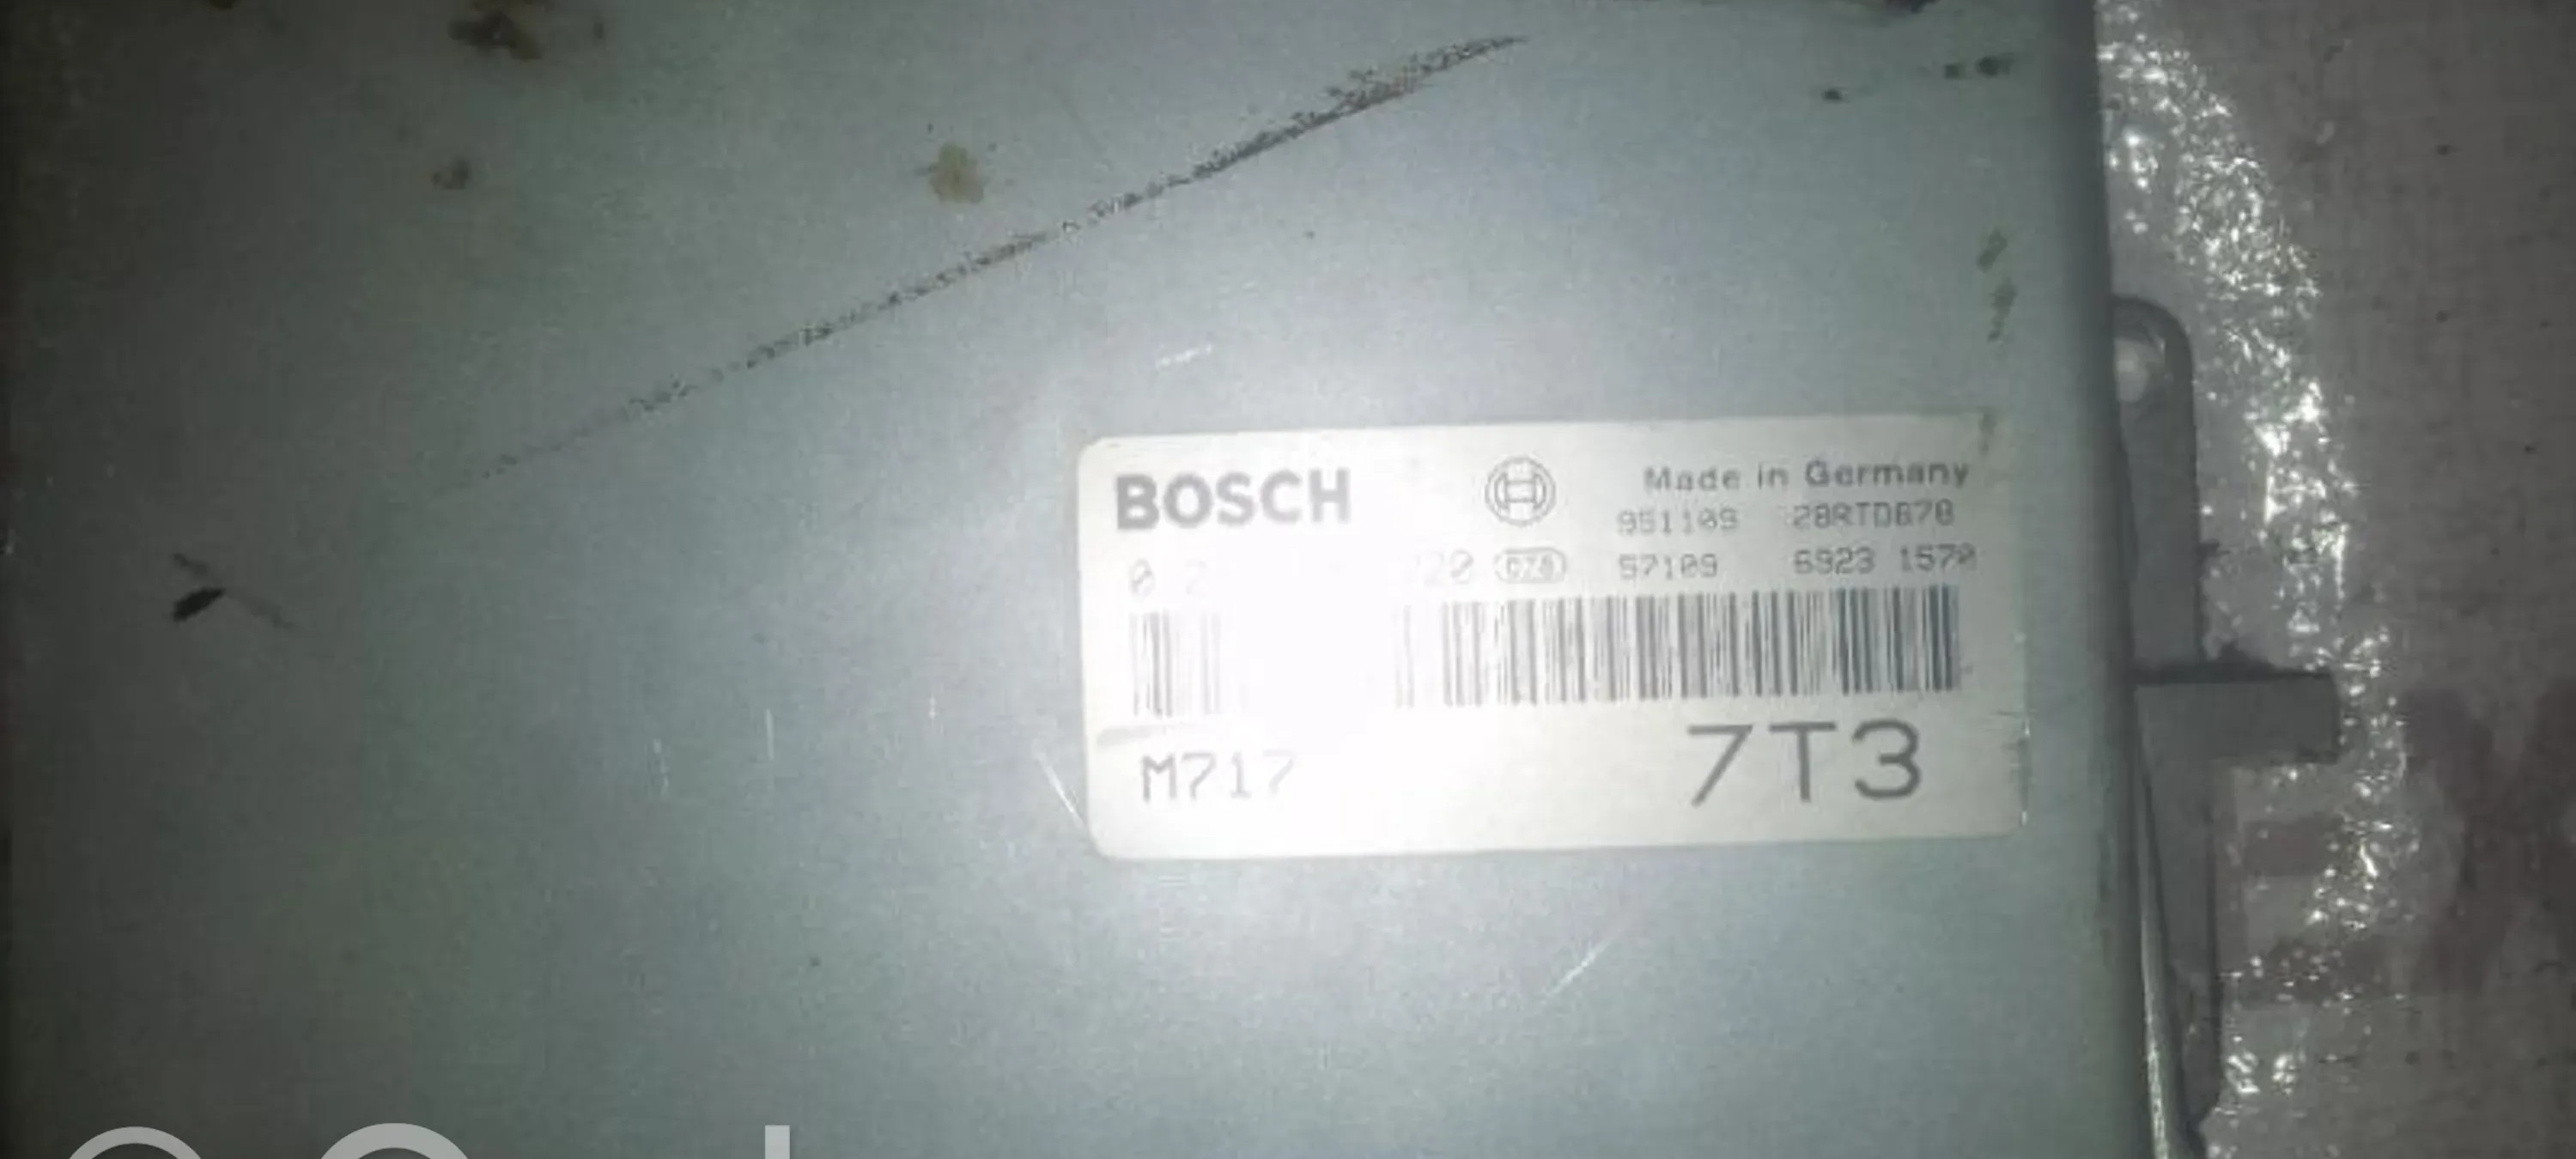 BOSCH
Made in Germany
951109 28RTD870
57109 6923 1570
M717
7T3